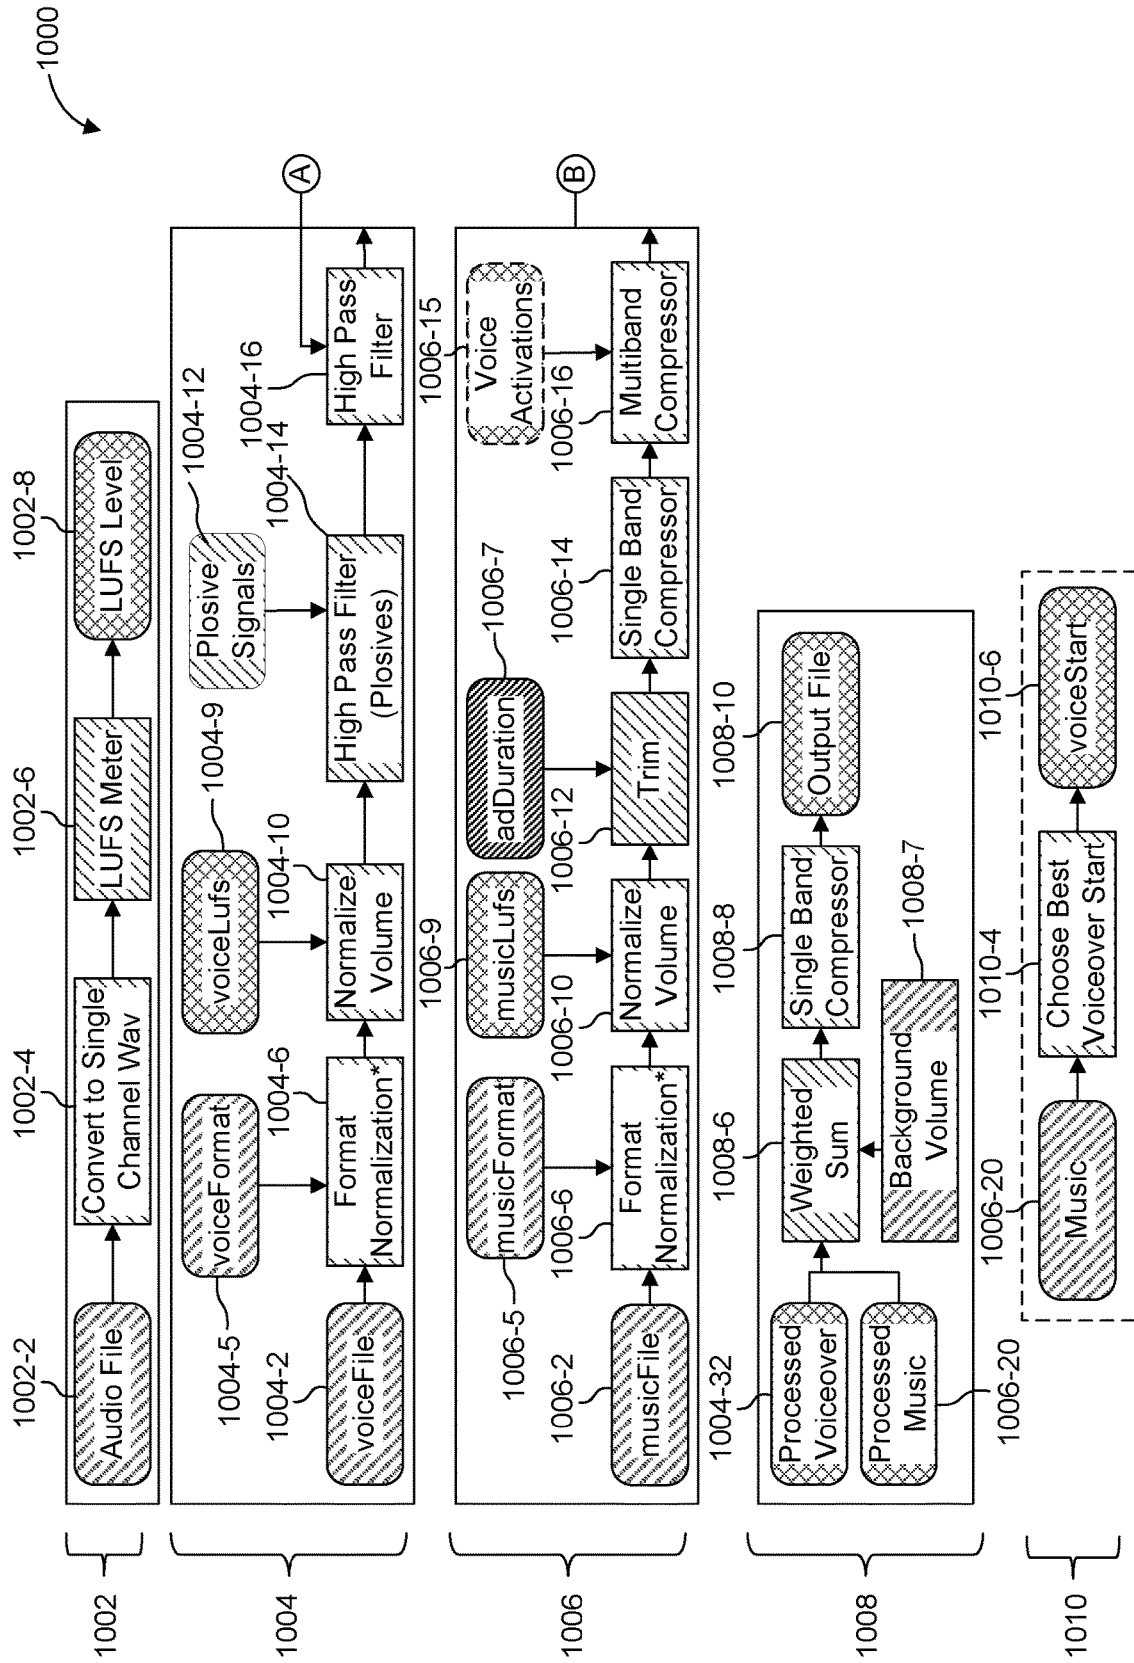 1000
1002
1002-2
Audio File
1002-4
Convert to Single
Channel Wav
1002-6
LUFS Meter
1002-8
LUFS Level
1004
1004-2
voiceFile
1004-5
voiceFormat
1004-6
Format
Normalization*
1004-9
voiceLufs
1004-10
Normalize
Volume
1004-12
Plosive
Signals
1004-14
High Pass Filter
(Plosives)
1004-16
High Pass
Filter
A
1006
1006-2
musicFile
1006-5
musicFormat
1006-6
Format
Normalization*
1006-9
musicLufs
1006-10
Normalize
Volume
1006-7
adDuration
1006-12
Trim
1006-14
Single Band
Compressor
1006-15
Voice
Activations
1006-16
Multiband
Compressor
B
1008
1004-32
Processed
Voiceover
Processed
Music
1006-20
1008-6
Weighted
Sum
1008-7
Background
Volume
1008-8
Single Band
Compressor
1008-10
Output File
1010
1006-20
Music
1010-4
Choose Best
Voiceover Start
1010-6
voiceStart